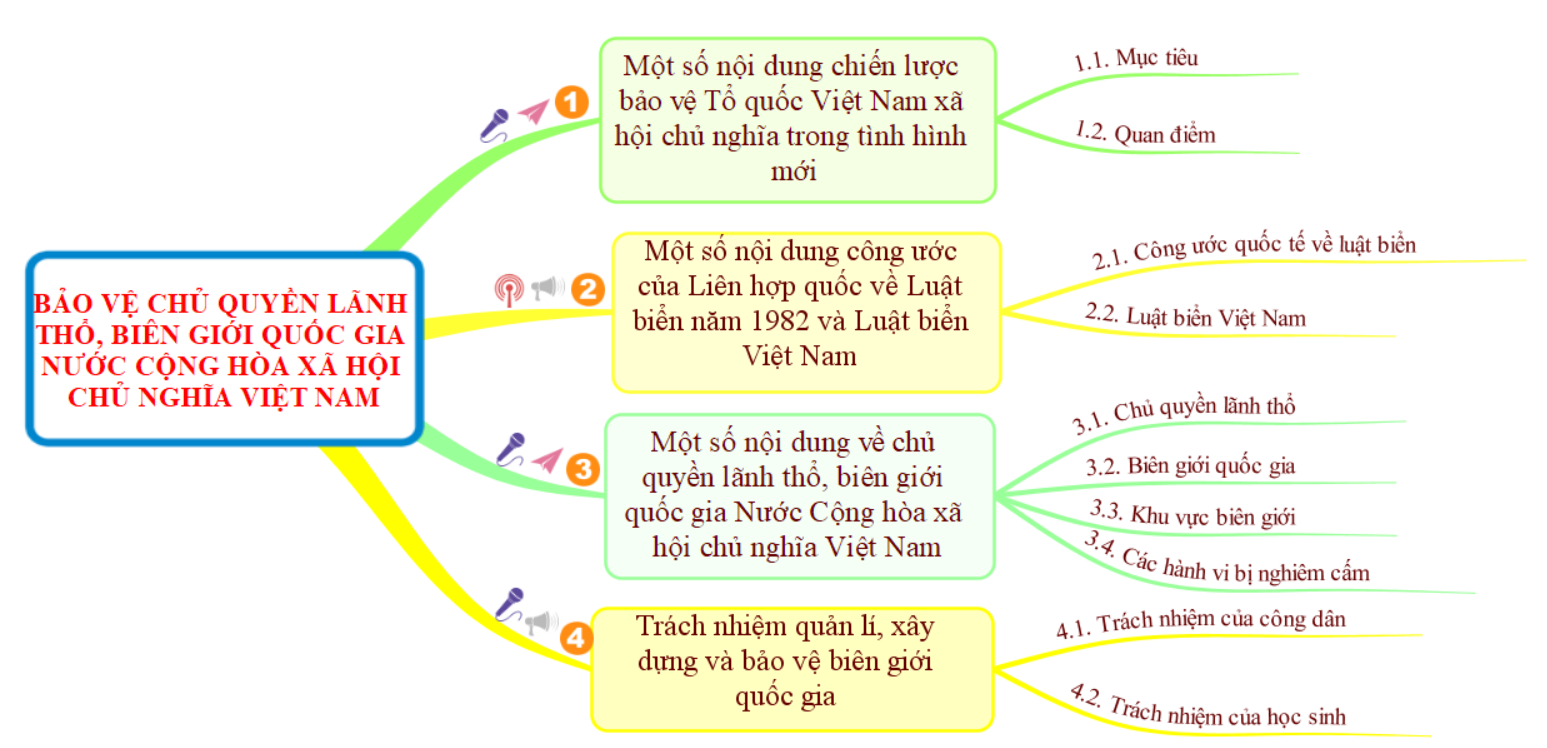 BẢO VỆ CHỦ QUYỀN LÃNH
THỔ, BIÊN GIỚI QUỐC GIA
NƯỚC CỘNG HÒA XÃ HỘI
CHỦ NGHĨA VIỆT NAM
1
Một số nội dung chiến lược
bảo vệ Tổ quốc Việt Nam xã
hội chủ nghĩa trong tình hình
mới
1.1. Mục tiêu
1.2. Quan điểm
2
Một số nội dung công ước
của Liên hợp quốc về Luật
biển năm 1982 và Luật biển
Việt Nam
2.1. Công ước quốc tế về luật biển
2.2. Luật biển Việt Nam
3
Một số nội dung về chủ
quyền lãnh thổ, biên giới
quốc gia Nước Cộng hòa xã
hội chủ nghĩa Việt Nam
3.1. Chủ quyền lãnh thổ
3.2. Biên giới quốc gia
3.3. Khu vực biên giới
3.4. Các hành vi bị nghiêm cấm
4
Trách nhiệm quản lí, xây
dựng và bảo vệ biên giới
quốc gia
4.1. Trách nhiệm của công dân
4.2. Trách nhiệm của học sinh